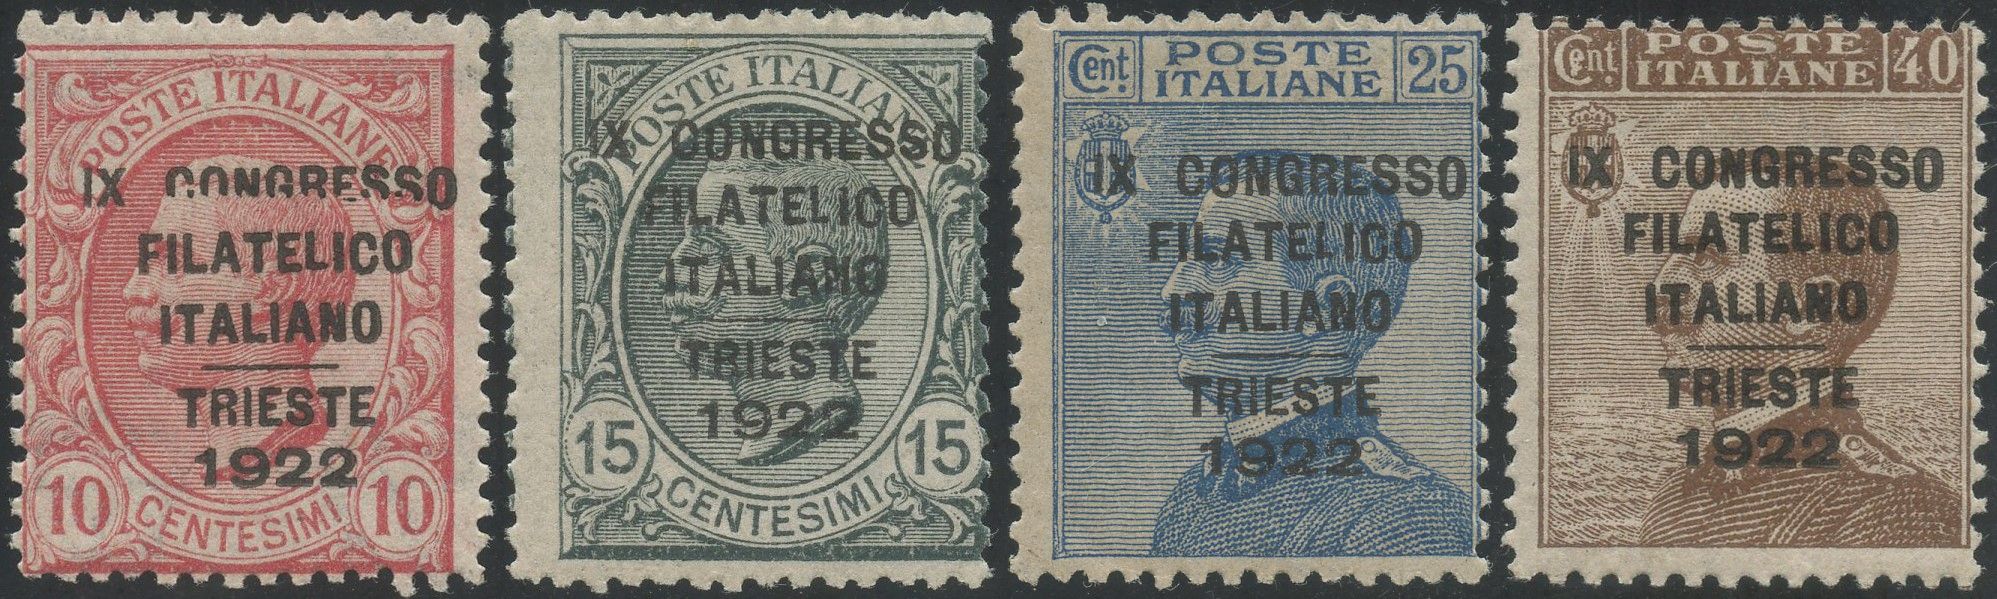 POSTE ITALIANE
IX CONGRESSO
FILATELICO
ITALIANO
TRIESTE
1922
10 CENTESIMI 10
POSTE ITALIANE
IX CONGRESSO
FILATELICO
ITALIANO
TRIESTE
1922
15 CENTESIMI 15
Cent. POSTE ITALIANE 25
IX CONGRESSO
FILATELICO
ITALIANO
TRIESTE
1922
Cent. POSTE ITALIANE 40
IX CONGRESSO
FILATELICO
ITALIANO
TRIESTE
1922